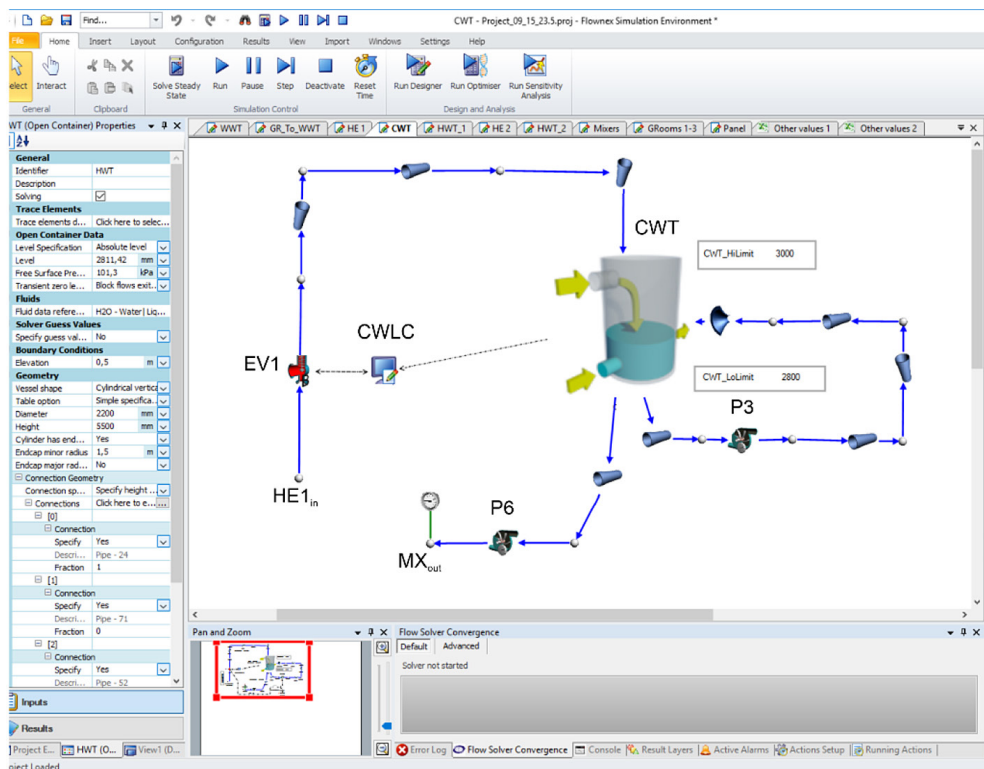 Find...
CWT - Project_09_15_23.5.proj - Flownex Simulation Environment *
File Home Insert Layout Configuration Results View Import Windows Settings Help
elect Interact
Solve Steady State Run Pause Step Deactivate Reset Time
Run Designer Run Optimiser Run Sensitivity Analysis
General Clipboard Simulation Control Design and Analysis
WT (Open Container) Properties
WWT GR_To_WWT HE 1 CWT HWT_1 HE 2 HWT_2 Mixers GRooms 1-3 Panel Other values 1 Other values 2
General
Identifier HWT
Description
Solving
Trace Elements
Trace elements d... Click here to selec...
Open Container Data
Level Specification Absolute level
Level 2811,42 mm
Free Surface Pre... 101,3 kPa
Transient zero le... Block flows exit...
Fluids
Fluid data refere... H2O - Water| Liq...
Solver Guess Values
Specify guess val... No
Boundary Conditions
Elevation 0,5 m
Geometry
Vessel shape Cylindrical vertica
Table option Simple specifica...
Diameter 2200 mm
Height 5500 mm
Cylinder has end... Yes
Endcap minor radius 1,5 m
Endcap major rad... No
Connection Geometry
Connection sp... Specify height ...
Connections Click here to e...
[0]
Connection
Specify Yes
Descri... Pipe - 24
Fraction 1
[1]
Connection
Specify Yes
Descri... Pipe - 71
Fraction 0
[2]
Connection
Specify Yes
Descri... Pipe - 52
Inputs
Results
Project E... HWT (O... View1 (D...
oject Loaded
CWT
CWT_HiLimit 3000
CWLC
EV1
CWT_LoLimit 2800
P3
HE1in
P6
MXout
Pan and Zoom
Flow Solver Convergence
Default Advanced
Solver not started
Error Log Flow Solver Convergence Console Result Layers Active Alarms Actions Setup Running Actions